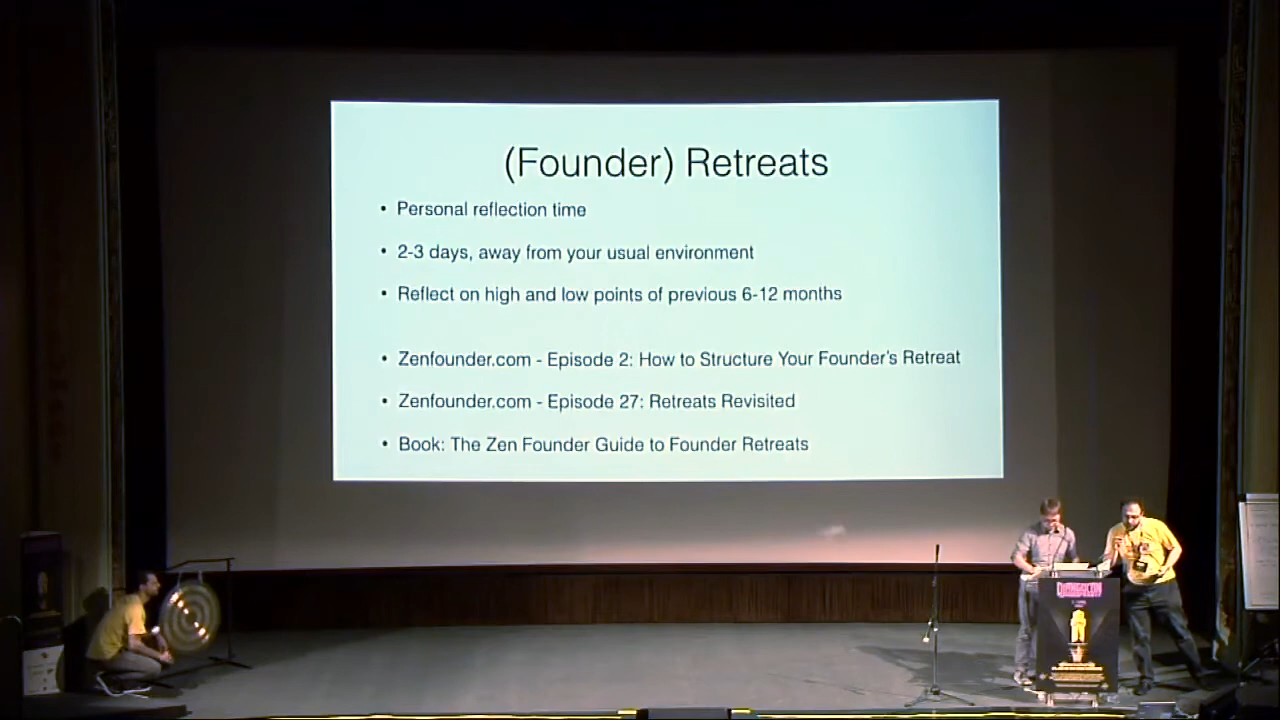 (Founder) Retreats
• Personal reflection time
• 2-3 days, away from your usual environment
• Reflect on high and low points of previous 6-12 months
• Zenfounder.com - Episode 2: How to Structure Your Founder's Retreat
• Zenfounder.com - Episode 27: Retreats Revisited
• Book: The Zen Founder Guide to Founder Retreats